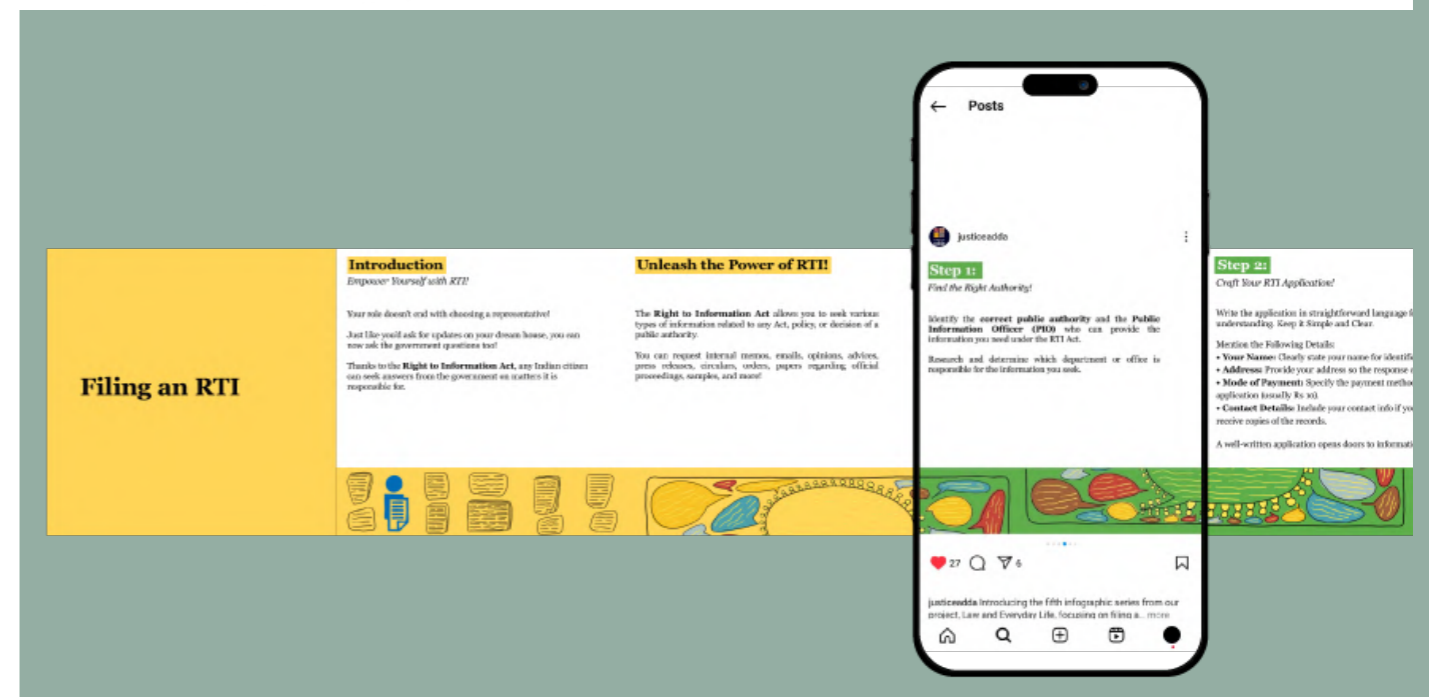 Filing an RTI
Introduction
Empower Yourself with RTI!
Your role doesn't end with choosing a representative!
Just like you'd ask for updates on your dream house, you can
now ask the government questions too!
Thanks to the Right to Information Act, any Indian citizen
can seek answers from the government on matters it is
responsible for.
Unleash the Power of RTI!
The Right to Information Act allows you to seek various
types of information related to any Act, policy, or decision of a
public authority.
You can request internal memos, emails, opinions, advices,
press releases, circulars, orders, papers regarding official
proceedings, samples, and more!
Posts
justiceadda
Step 1:
Find the Right Authority!
Identify the correct public authority and the Public
Information Officer (PIO) who can provide the
information you need under the RTI Act.
Research and determine which department or office is
responsible for the information you seek.
27
6
justiceadda Introducing the fifth infographic series from our
project, Law and Everyday Life, focusing on filing a... more
Step 2:
Craft Your RTI Application!
Write the application in straightforward language f
understanding. Keep it Simple and Clear.
Mention the Following Details:
• Your Name: Clearly state your name for identific
• Address: Provide your address so the response
• Mode of Payment: Specify the payment metho
application (usually Rs 10).
• Contact Details: Include your contact info if you
receive copies of the records.
A well-written application opens doors to informati